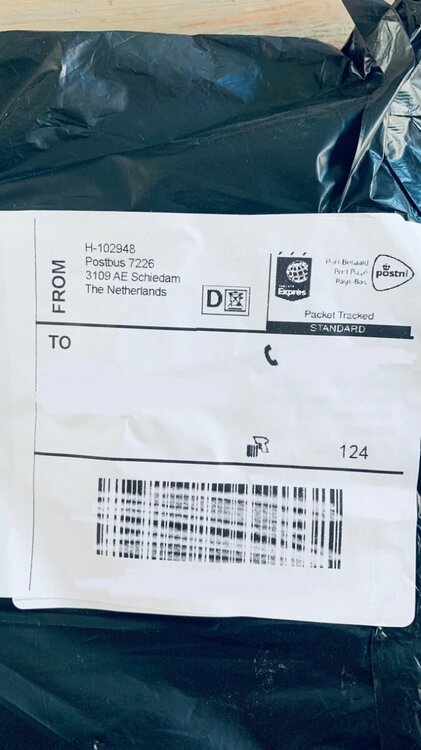 FROM
H-102948
Postbus 7226
3109 AE Schiedam
The Netherlands
D
Exprès
Port Betaald
Port Payé
Pays-Bas
postnl
Packet Tracked
STANDARD
TO
124